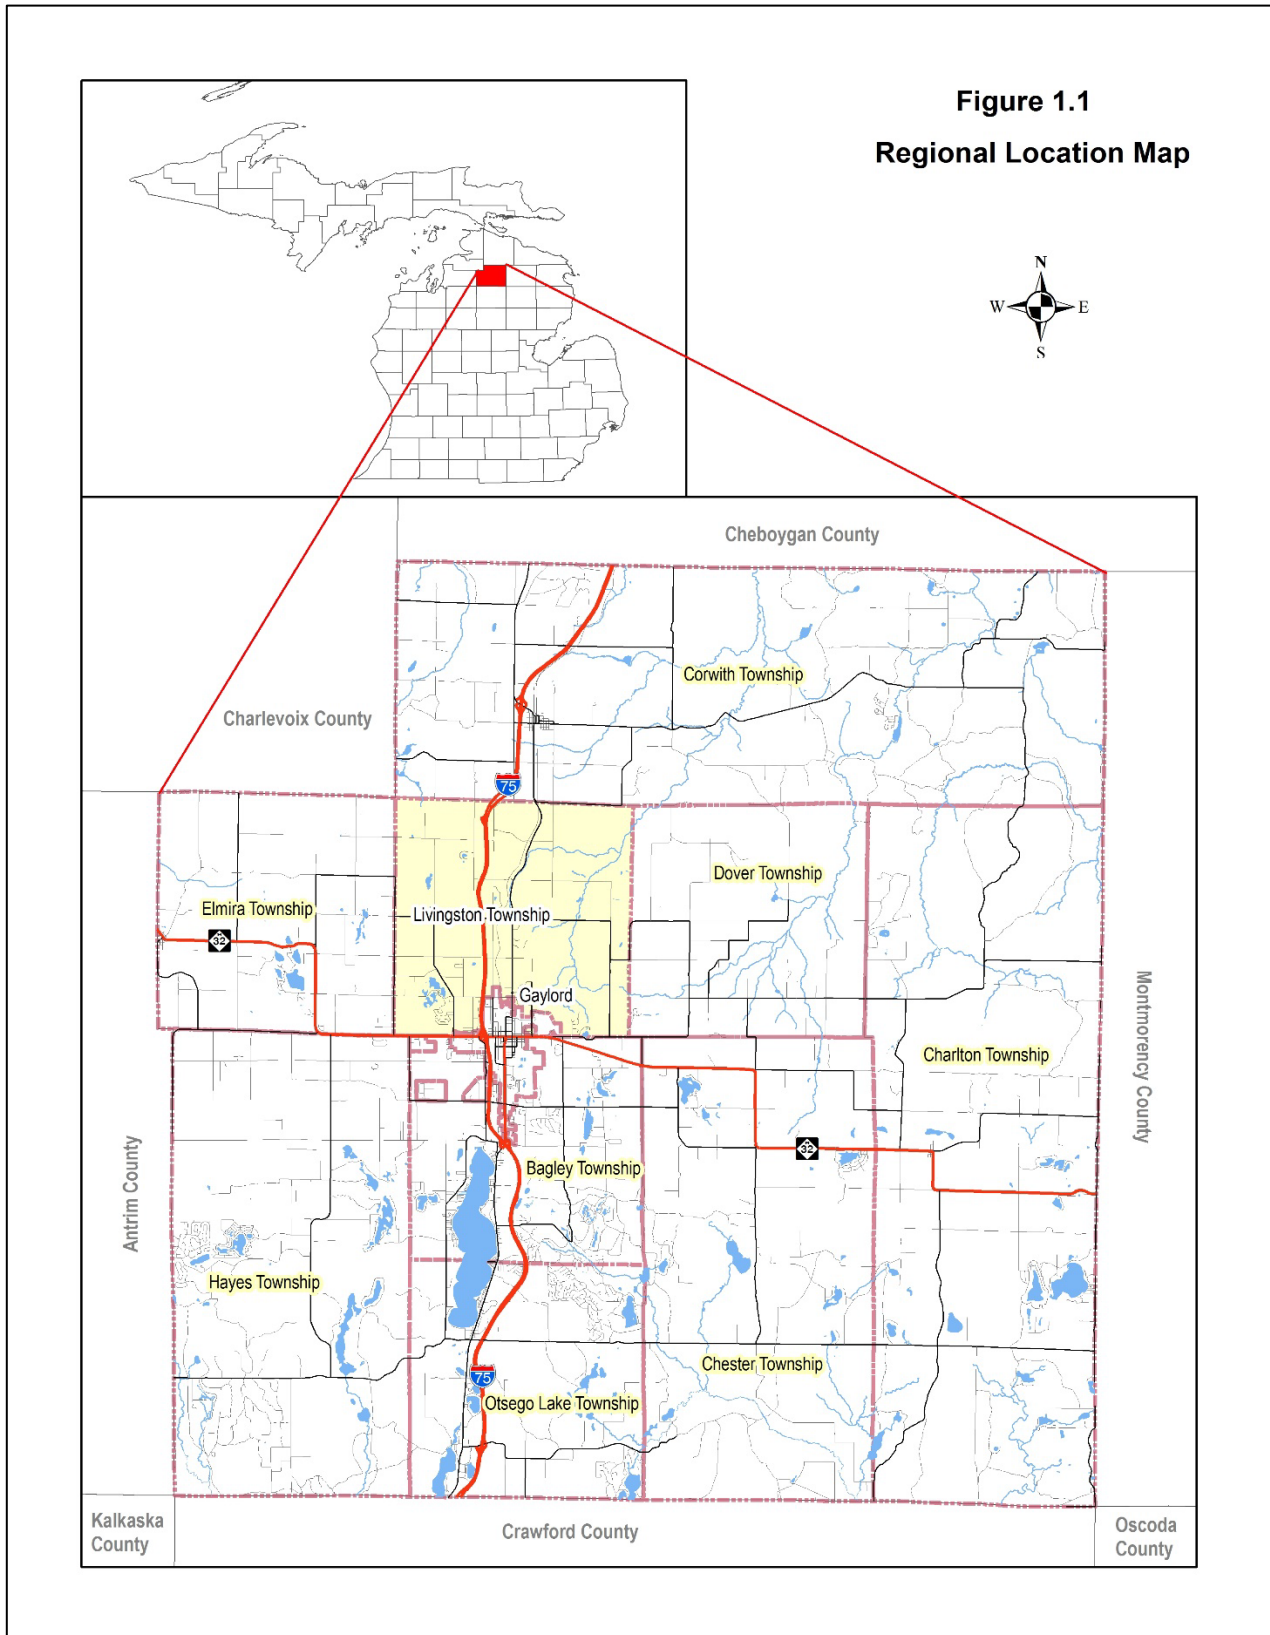 Figure 1.1
Regional Location Map
N
W
E
S
Cheboygan County
Corwith Township
Charlevoix County
75
Dover Township
Elmira Township
Livingston Township
32
Gaylord
Montmorency County
Charlton Township
Antrim County
32
Bagley Township
Hayes Township
Chester Township
75
Otsego Lake Township
Kalkaska
County
Crawford County
Oscoda
County